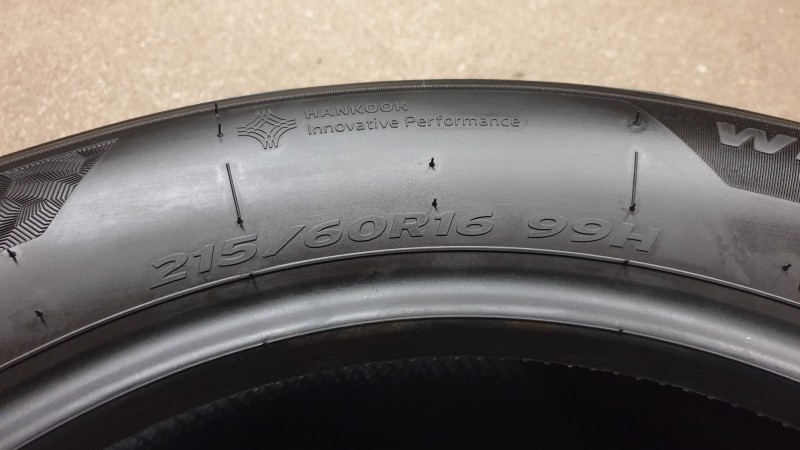 HANKOOK
Innovative Performance
215/60R16 99H